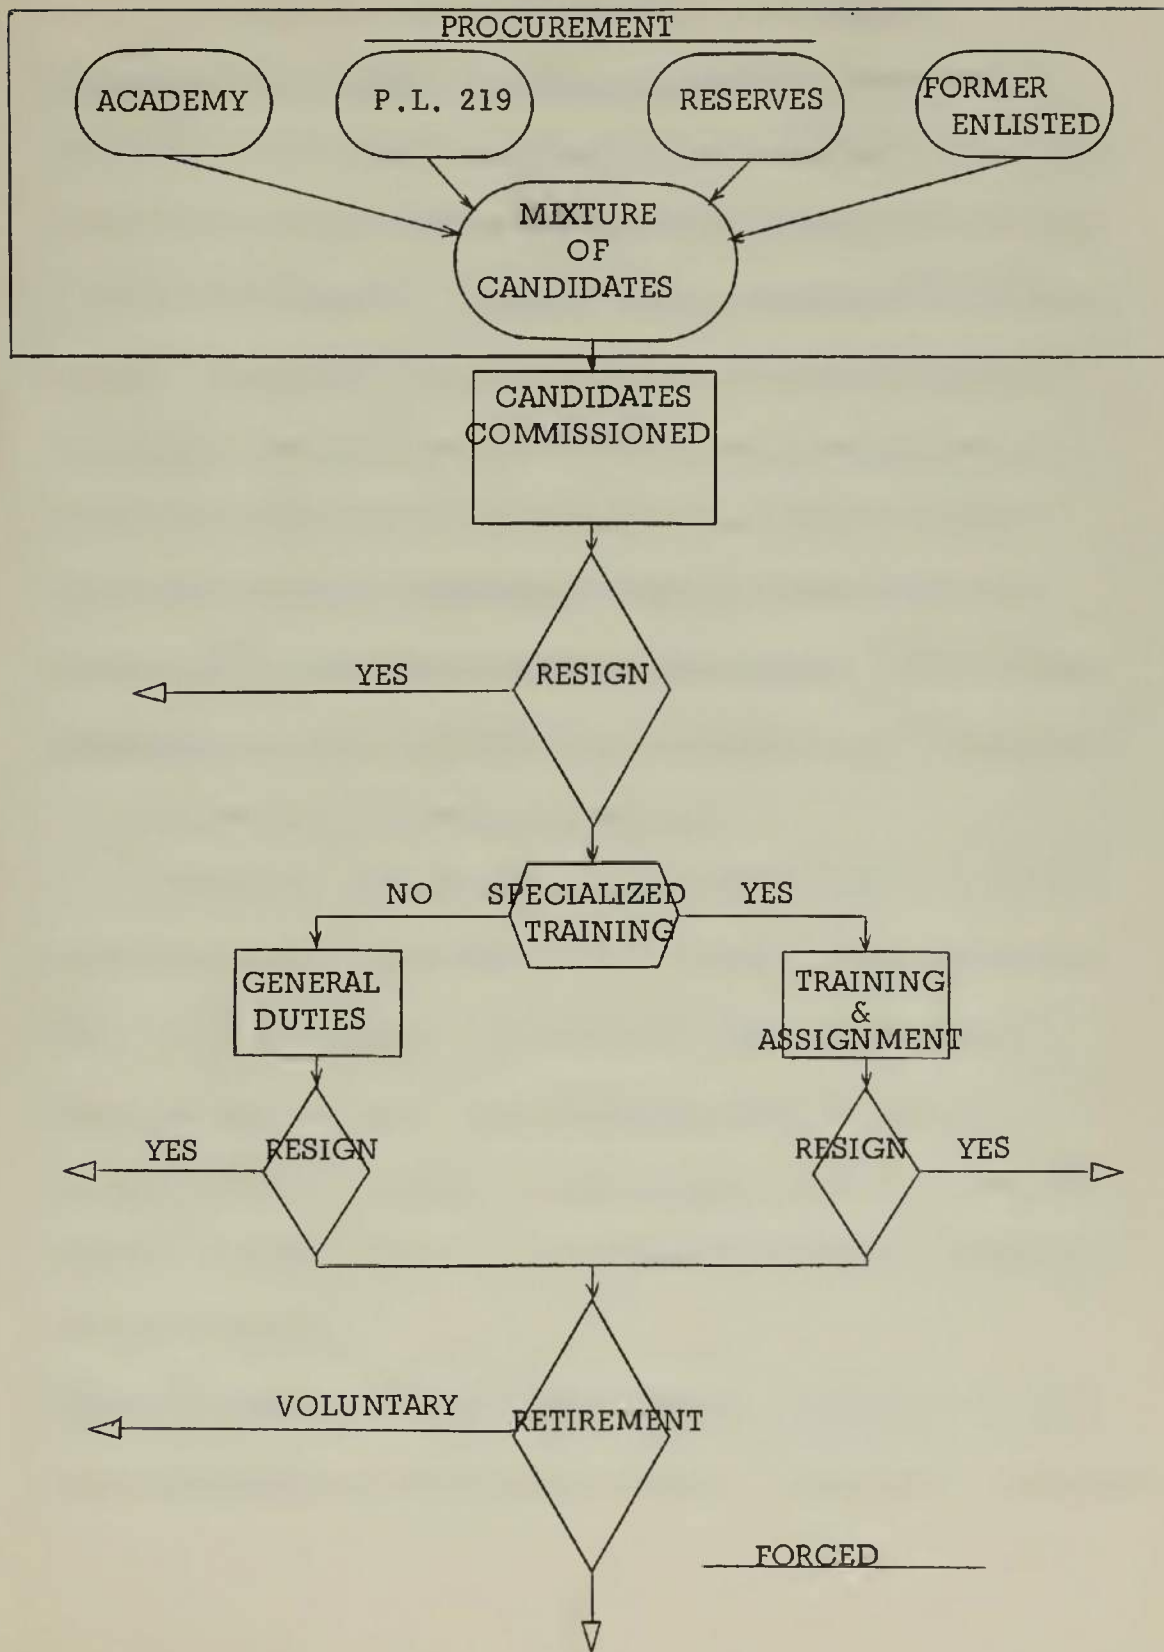 PROCUREMENT
ACADEMY
P.L. 219
RESERVES
FORMER
ENLISTED
MIXTURE
OF
CANDIDATES
CANDIDATES
COMMISSIONED
RESIGN
YES
SPECIALIZED
TRAINING
NO
YES
GENERAL
DUTIES
TRAINING
&
ASSIGNMENT
YES
RESIGN
RESIGN
YES
VOLUNTARY
RETIREMENT
FORCED